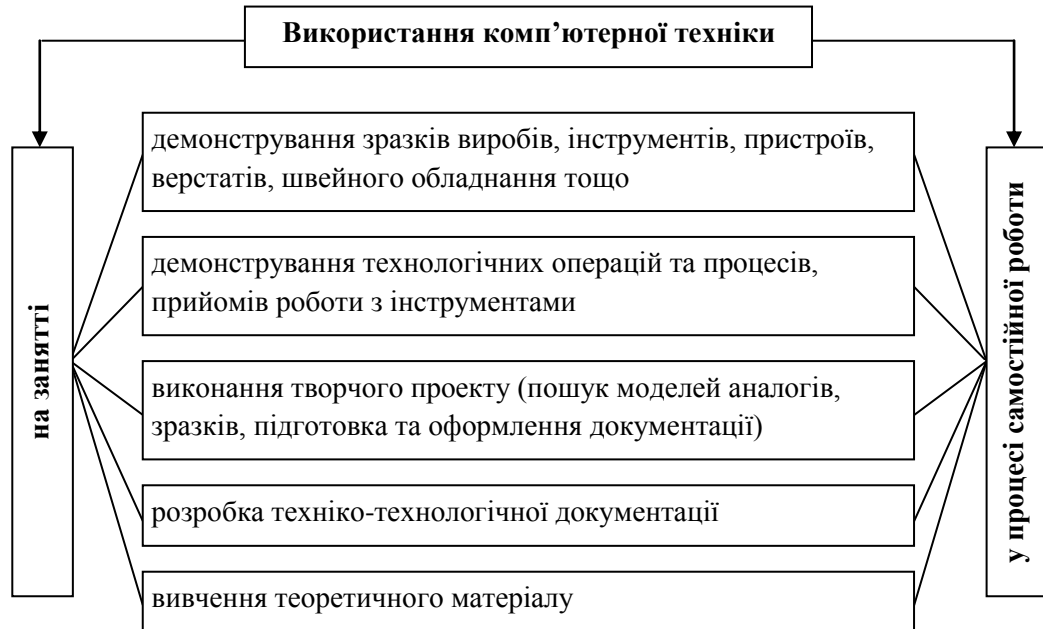 Використання комп’ютерної техніки
на занятті
демонстрування зразків виробів, інструментів, пристроїв,
верстатів, швейного обладнання тощо
демонстрування технологічних операцій та процесів,
прийомів роботи з інструментами
виконання творчого проекту (пошук моделей аналогів,
зразків, підготовка та оформлення документації)
розробка техніко-технологічної документації
вивчення теоретичного матеріалу
у процесі самостійної роботи